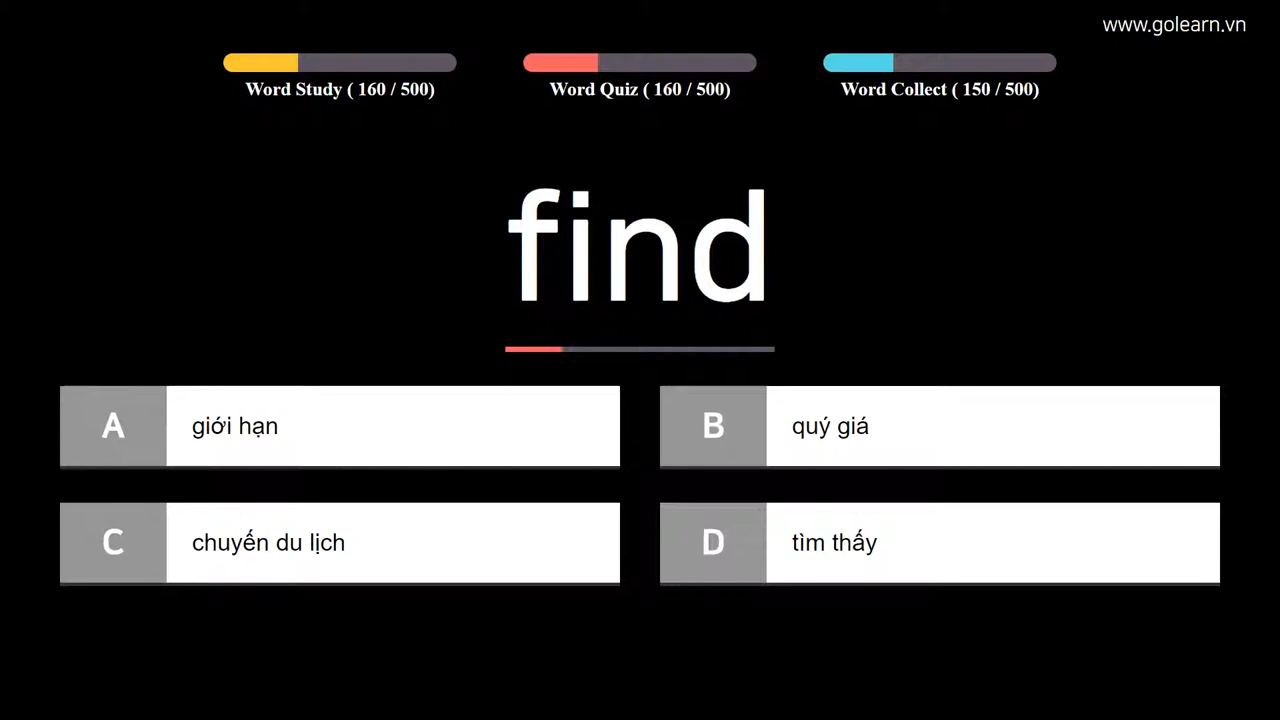 www.golearn.vn
Word Study ( 160 / 500)
Word Quiz ( 160 / 500)
Word Collect ( 150 / 500)
find
A giới hạn
B quý giá
C chuyến du lịch
D tìm thấy